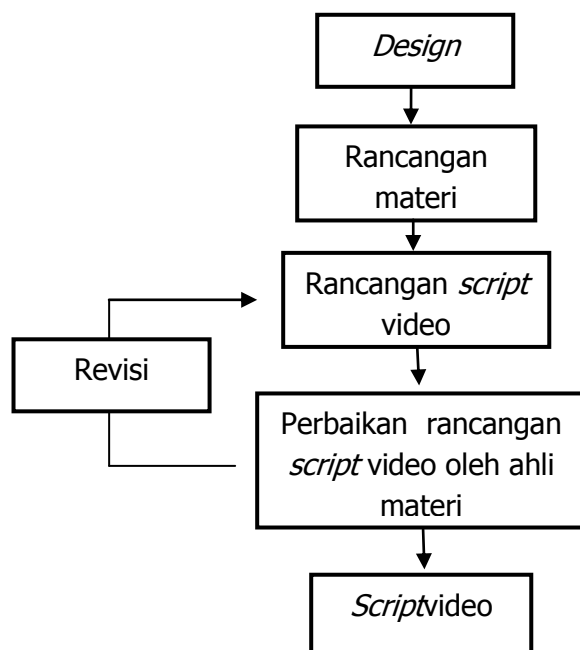 Design
Rancangan
materi
Rancangan script
video
Revisi
Perbaikan rancangan
script video oleh ahli
materi
Scriptvideo